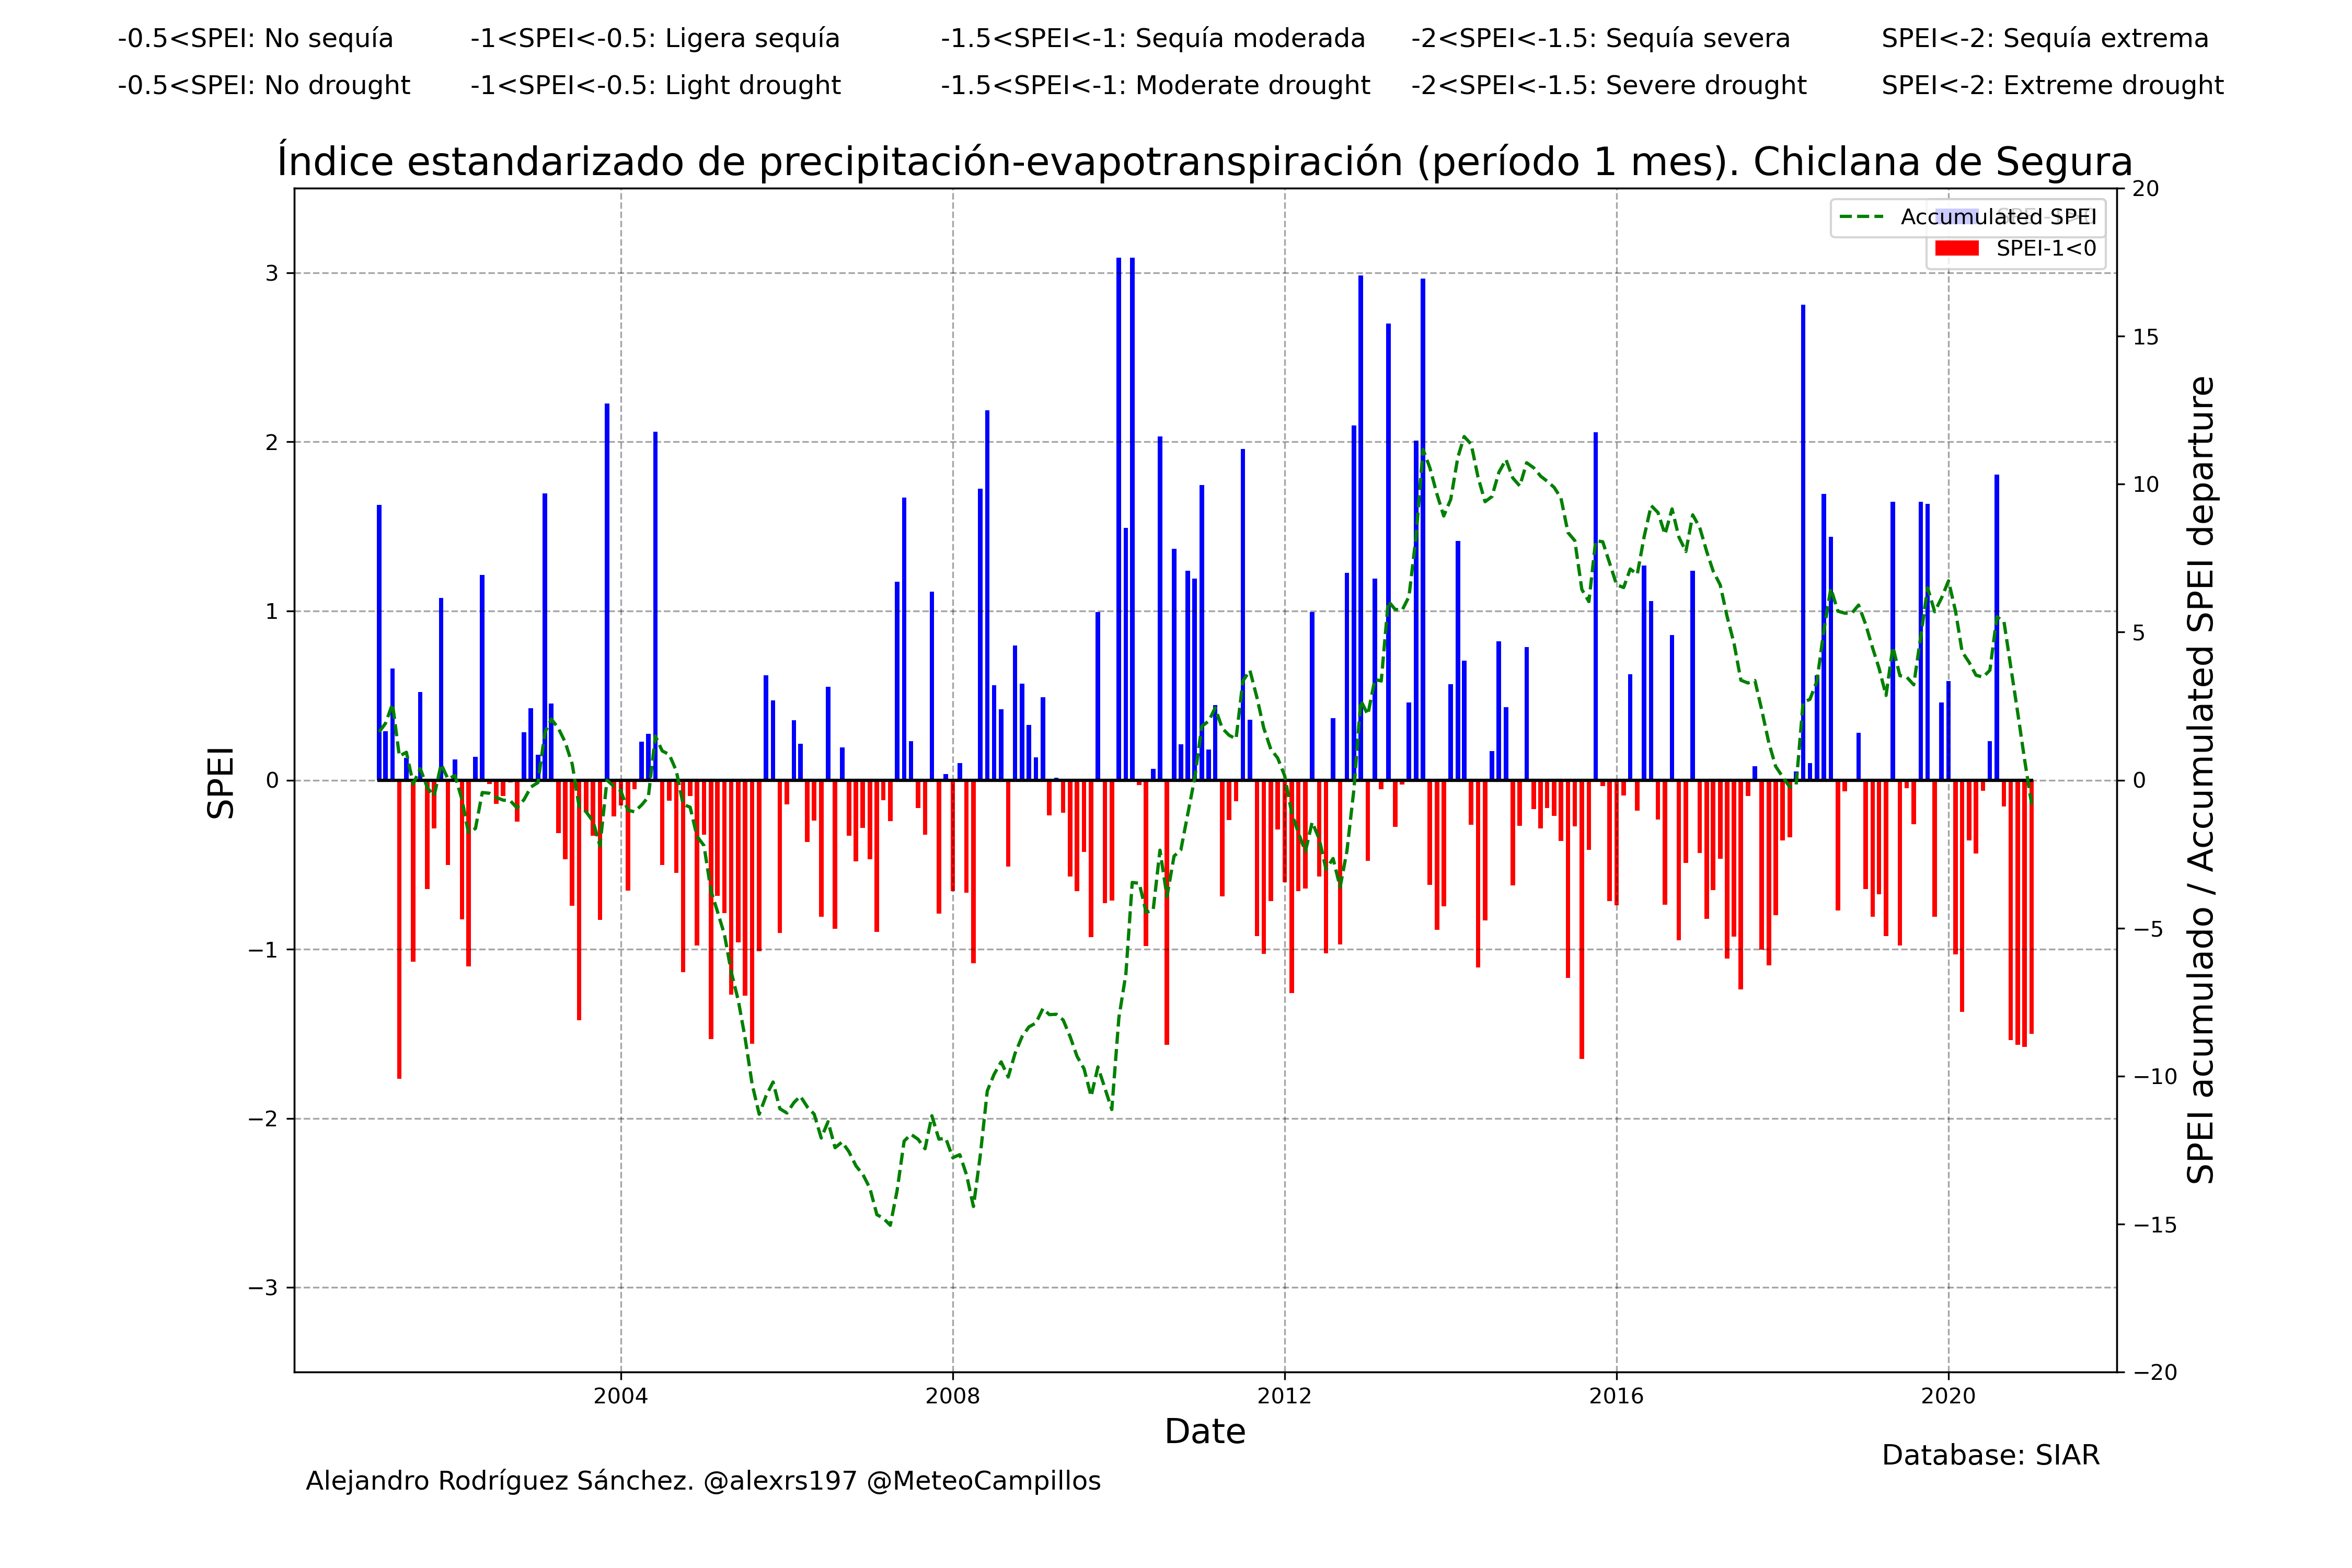 -0.5<SPEI: No sequía -1<SPEI<-0.5: Ligera sequía -1.5<SPEI<-1: Sequía moderada -2<SPEI<-1.5: Sequía severa SPEI<-2: Sequía extrema
-0.5<SPEI: No drought -1<SPEI<-0.5: Light drought -1.5<SPEI<-1: Moderate drought -2<SPEI<-1.5: Severe drought SPEI<-2: Extreme drought
Índice estandarizado de precipitación-evapotranspiración (período 1 mes). Chiclana de Segura
Accumulated SPEI
SPEI-1<0
SPEI
3
2
1
0
−1
−2
−3
20
15
10
5
0
−5
−10
−15
−20
SPEI acumulado / Accumulated SPEI departure
2004 2008 2012 2016 2020
Date
Database: SIAR
Alejandro Rodríguez Sánchez. @alexrs197 @MeteoCampillos